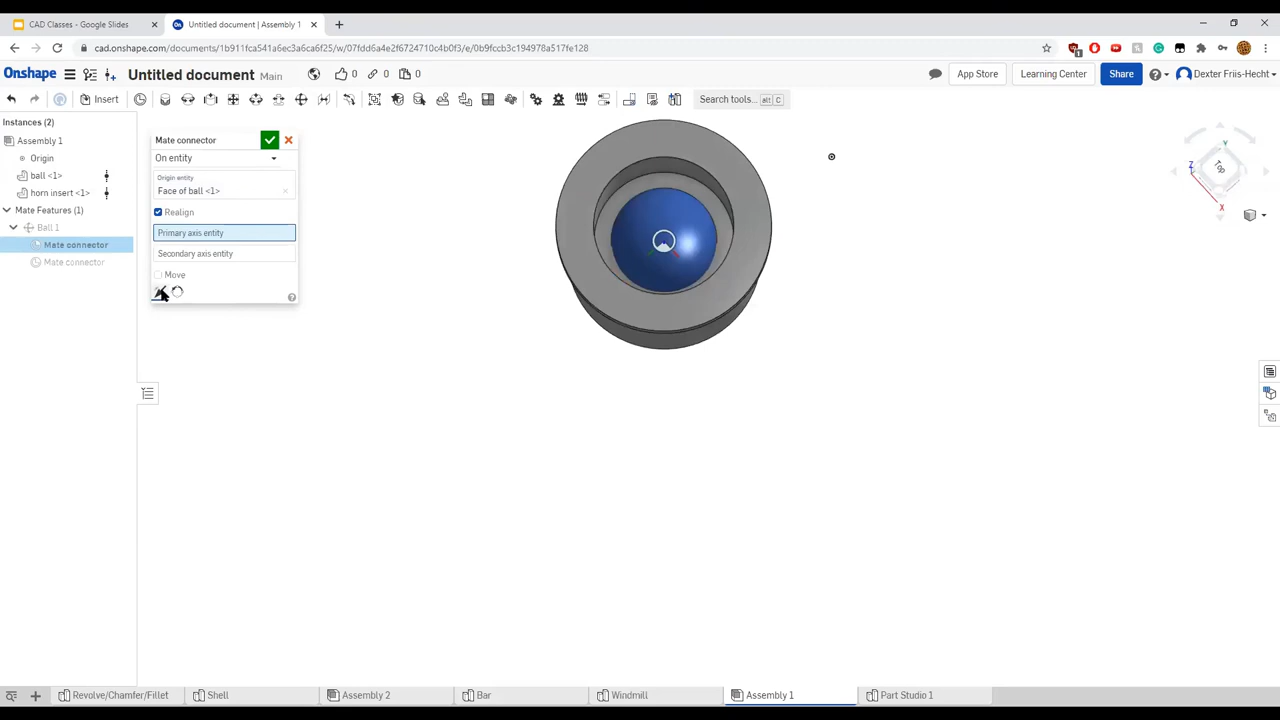 CAD Classes - Google Slides
Untitled document | Assembly 1
cad.onshape.com/documents/1b911fca541a6ec3a6ca6f25/w/07fdd6a4e2f6724710c4b0f3/e/0b9fccb3c194978a517fe128
Onshape
Untitled document
Main
0
0
0
App Store
Learning Center
Share
Dexter Friis-Hecht
Insert
Search tools...
alt
C
Instances (2)
Assembly 1
Origin
ball <1>
horn insert <1>
Mate Features (1)
Ball 1
Mate connector
Mate connector
Mate connector
On entity
Origin entity
Face of ball <1>
Realign
Primary axis entity
Secondary axis entity
Move
Y
Z
Top
X
Revolve/Chamfer/Fillet
Shell
Assembly 2
Bar
Windmill
Assembly 1
Part Studio 1